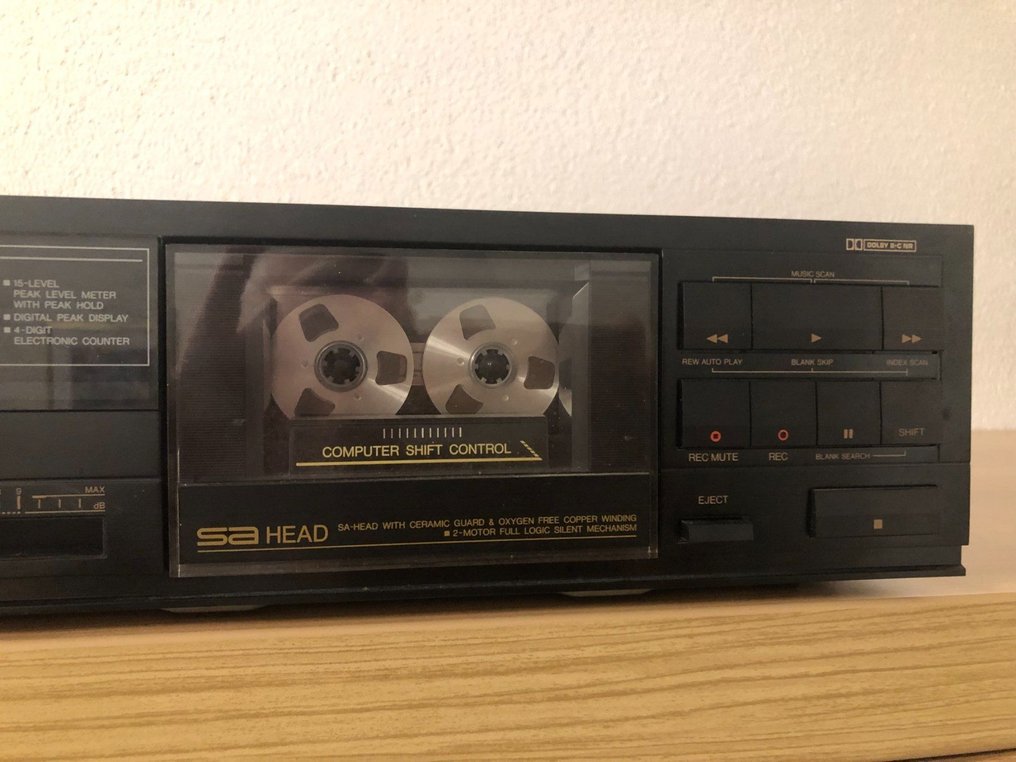 15-LEVEL
PEAK LEVEL METER
WITH PEAK HOLD
DIGITAL PEAK DISPLAY
4-DIGIT
ELECTRONIC COUNTER
9 MAX
dB
COMPUTER SHIFT CONTROL
sa HEAD
SA-HEAD WITH CERAMIC GUARD & OXYGEN FREE COPPER WINDING
2-MOTOR FULL LOGIC SILENT MECHANISM
DOLBY B-C NR
MUSIC SCAN
REW AUTO PLAY BLANK SKIP INDEX SCAN
SHIFT
REC MUTE REC BLANK SEARCH
EJECT